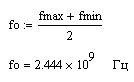 fo := (fmax + fmin) / 2
fo = 2.444 × 10^9 Гц